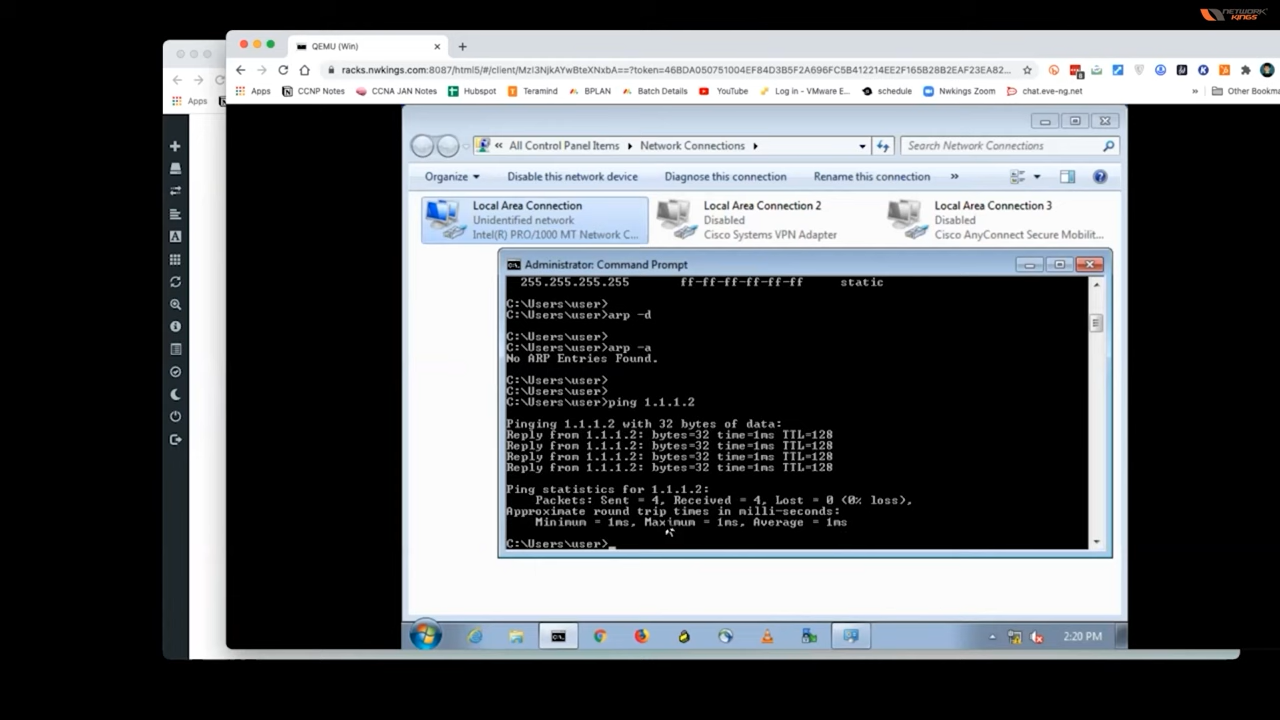 NETWORK
KINGS
QEMU (Win)
Apps
racks.nwkings.com:8087/html5/#/client/MzI3NjkAYwBteXNxbA==?token=46BDA050751004EF84D3B5F2A696FC5B412214EE2F165B28B2EAF23EA82...
Apps
CCNP Notes
CCNA JAN Notes
Hubspot
Teramind
BPLAN
Batch Details
YouTube
Log in - VMware E...
schedule
Nwkings Zoom
chat.eve-ng.net
»
Other Bookma
« All Control Panel Items
Network Connections
Search Network Connections
Organize
Disable this network device
Diagnose this connection
Rename this connection
»
Local Area Connection
Unidentified network
Intel(R) PRO/1000 MT Network C...
Local Area Connection 2
Disabled
Cisco Systems VPN Adapter
Local Area Connection 3
Disabled
Cisco AnyConnect Secure Mobilit...
Administrator: Command Prompt
255.255.255.255 ff-ff-ff-ff-ff-ff static
C:\Users\user>
C:\Users\user>arp -d
C:\Users\user>
C:\Users\user>arp -a
No ARP Entries Found.
C:\Users\user>
C:\Users\user>
C:\Users\user>ping 1.1.1.2
Pinging 1.1.1.2 with 32 bytes of data:
Reply from 1.1.1.2: bytes=32 time=1ms TTL=128
Reply from 1.1.1.2: bytes=32 time=1ms TTL=128
Reply from 1.1.1.2: bytes=32 time=1ms TTL=128
Reply from 1.1.1.2: bytes=32 time=1ms TTL=128
Ping statistics for 1.1.1.2:
Packets: Sent = 4, Received = 4, Lost = 0 (0% loss),
Approximate round trip times in milli-seconds:
Minimum = 1ms, Maximum = 1ms, Average = 1ms
C:\Users\user>_
2:20 PM